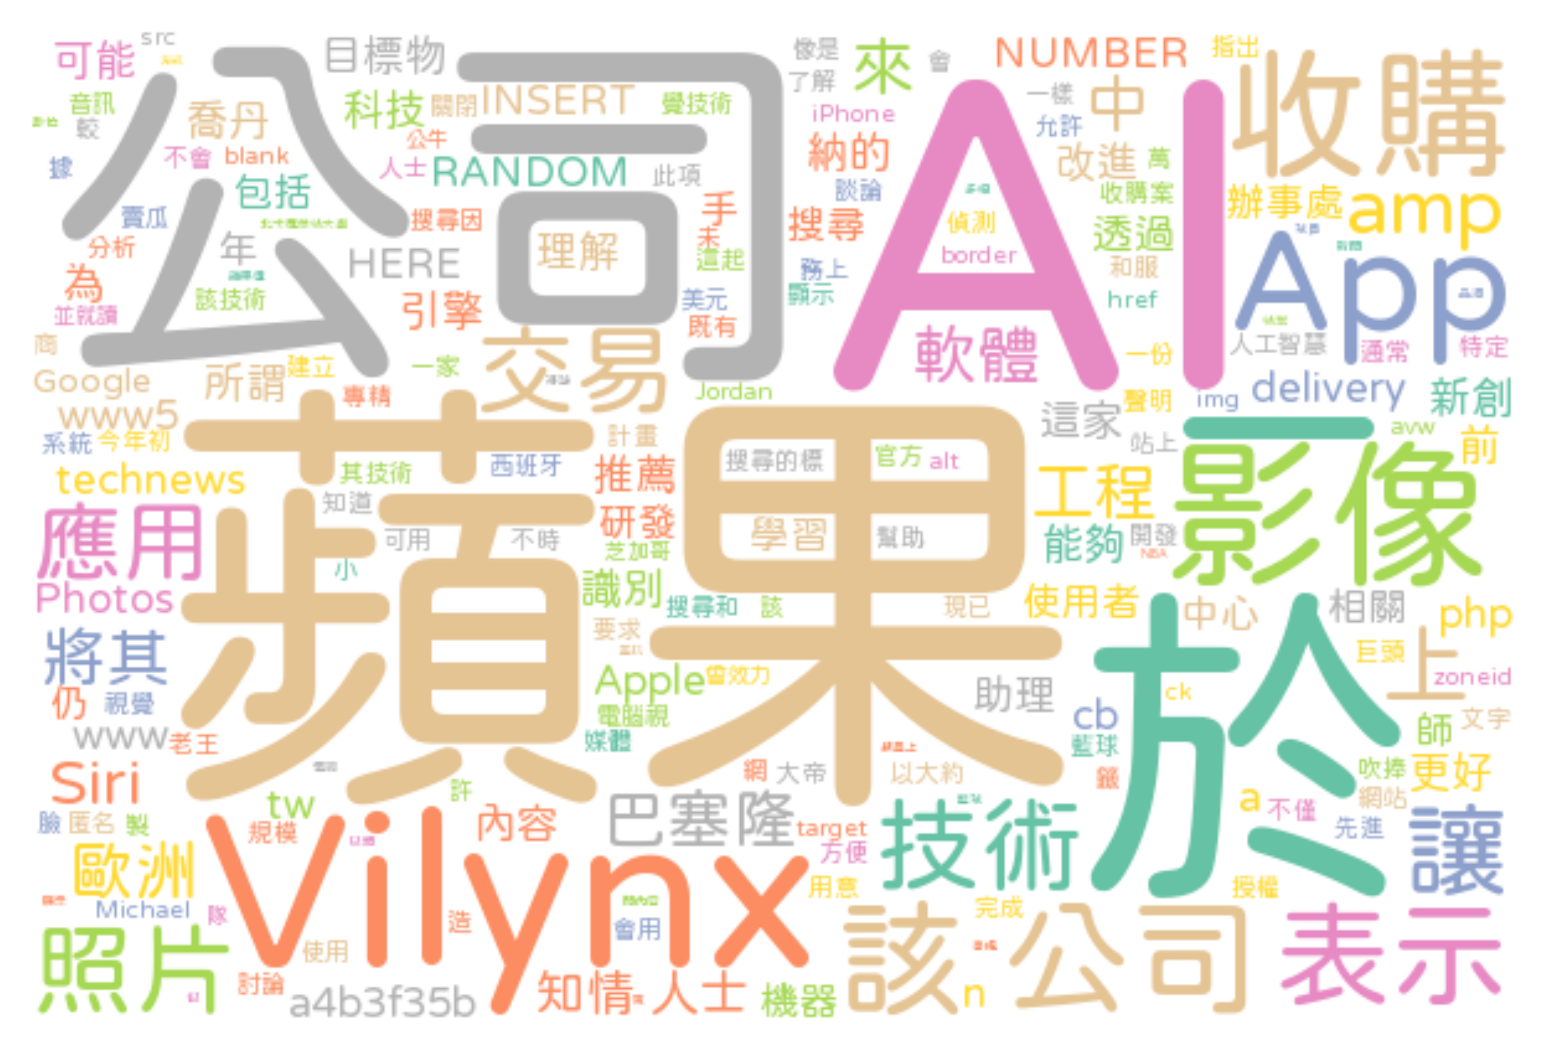 可能
src
目標物
像是
了解
來
會
NUMBER
指出
收購
音訊
較
喬丹
科技
關閉
INSERT
覺技術
iPhone
一樣
中
允許
公司
AI
據
不會
blank
公牛
人士
RANDOM
此項
納的
改進
萬
包括
談論
收購案
辦事處
amp
賣瓜
分析
年
搜尋因
手
未
搜尋
偵測
透過
HERE
理解
這起
border
和服
App
為
該技術
引擎
美元
既有
務上
顯示
href
並就讀
商
建立
一家
交易
軟體
一份
人工智慧
通常
特定
Google
所謂
專精
Jordan
img
delivery
新創
www5
系統
今年初
蘋果
計畫
這家
聲明
站上
avw
前
technews
其技術
西班牙
推薦
搜尋的標
官方
alt
工程
影像
應用
知道
可用
不時
研發
學習
幫助
能夠
開發
NBA
芝加哥
小
Photos
識別
搜尋和
該
現已
使用者
中心
相關
php
將其
要求
於
巨頭
上
zoneid
仍
視覺
Apple
曾效力
助理
ck
cb
師
文字
www
老王
電腦視
媒體
藍球
Siri
網
大帝
以大約
籤
吹捧
更好
tw
許
網站
臉
匿名
製
規模
Vilynx
內容
巴塞隆
target
方便
技術
a
不僅
先進
讓
歐洲
用意
授權
Michael
隊
造
會用
完成
照片
使用
該公司
表示
討論
a4b3f35b
知情
人士
機器
n